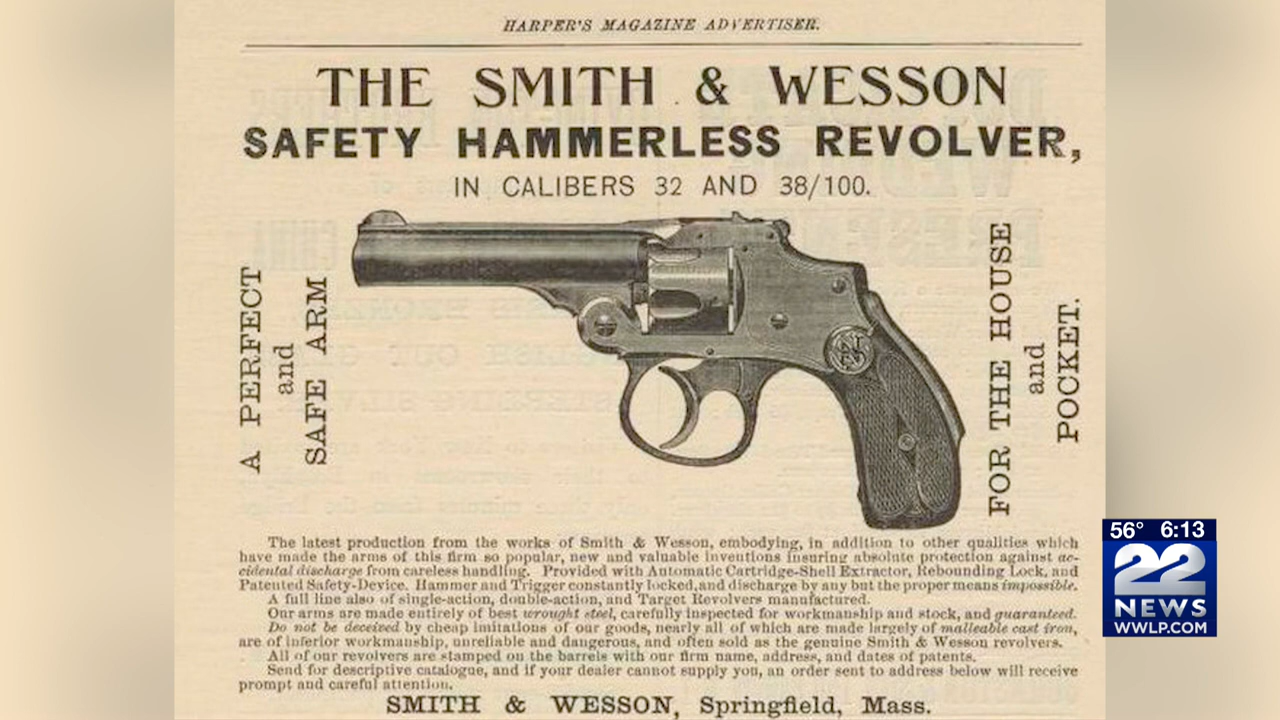 HARPER'S MAGAZINE ADVERTISER.
THE SMITH & WESSON
SAFETY HAMMERLESS REVOLVER,
IN CALIBERS 32 AND 38/100.
A PERFECT
and
SAFE ARM
FOR THE HOUSE
and
POCKET.
The latest production from the works of Smith & Wesson, embodying, in addition to other qualities which
have made the arms of this firm so popular, new and valuable inventions insuring absolute protection against ac-
cidental discharge from careless handling. Provided with Automatic Cartridge-Shell Extractor, Rebounding Lock, and
Patented Safety-Device. Hammer and Trigger constantly locked, and discharge by any but the proper means impossible.
A full line also of single-action, double-action, and Target Revolvers manufactured.
Our arms are made entirely of best wrought steel, carefully inspected for workmanship and stock, and guaranteed.
Do not be deceived by cheap imitations of our goods, nearly all of which are made largely of malleable cast iron,
are of inferior workmanship, unreliable and dangerous, and often sold as the genuine Smith & Wesson revolvers.
All of our revolvers are stamped on the barrels with our firm name, address, and dates of patents.
Send for descriptive catalogue, and if your dealer cannot supply you, an order sent to address below will receive
prompt and careful attention.
SMITH & WESSON, Springfield, Mass.
56° 6:13
22
NEWS
WWLP.COM